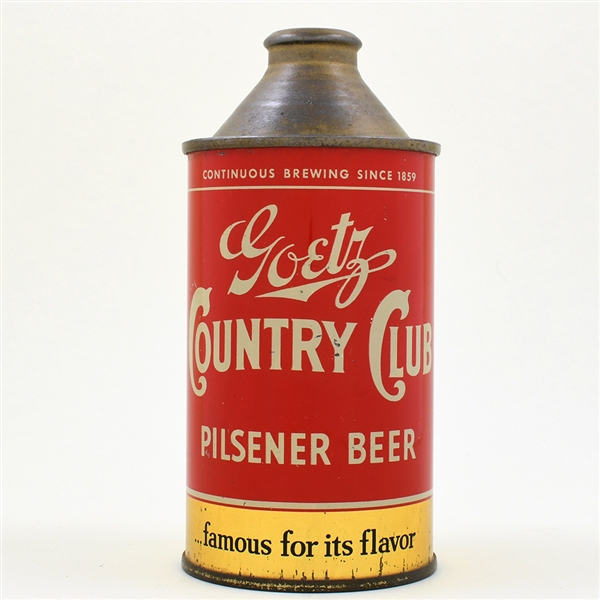 CONTINUOUS BREWING SINCE 1859
Goetz
COUNTRY CLUB
PILSENER BEER
...famous for its flavor